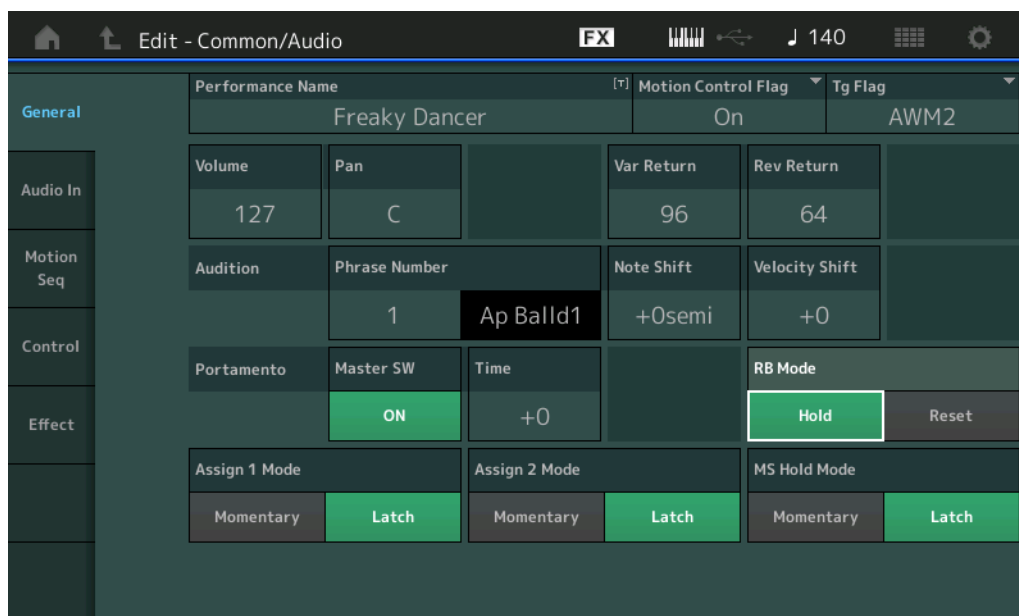 Edit - Common/Audio FX ♩ 140
General
Audio In
Motion
Seq
Control
Effect
Performance Name [T] Motion Control Flag Tg Flag
Freaky Dancer On AWM2
Volume Pan Var Return Rev Return
127 C 96 64
Audition Phrase Number Note Shift Velocity Shift
1 Ap Balld1 +0semi +0
Portamento Master SW Time RB Mode
ON +0 Hold Reset
Assign 1 Mode Assign 2 Mode MS Hold Mode
Momentary Latch Momentary Latch Momentary Latch